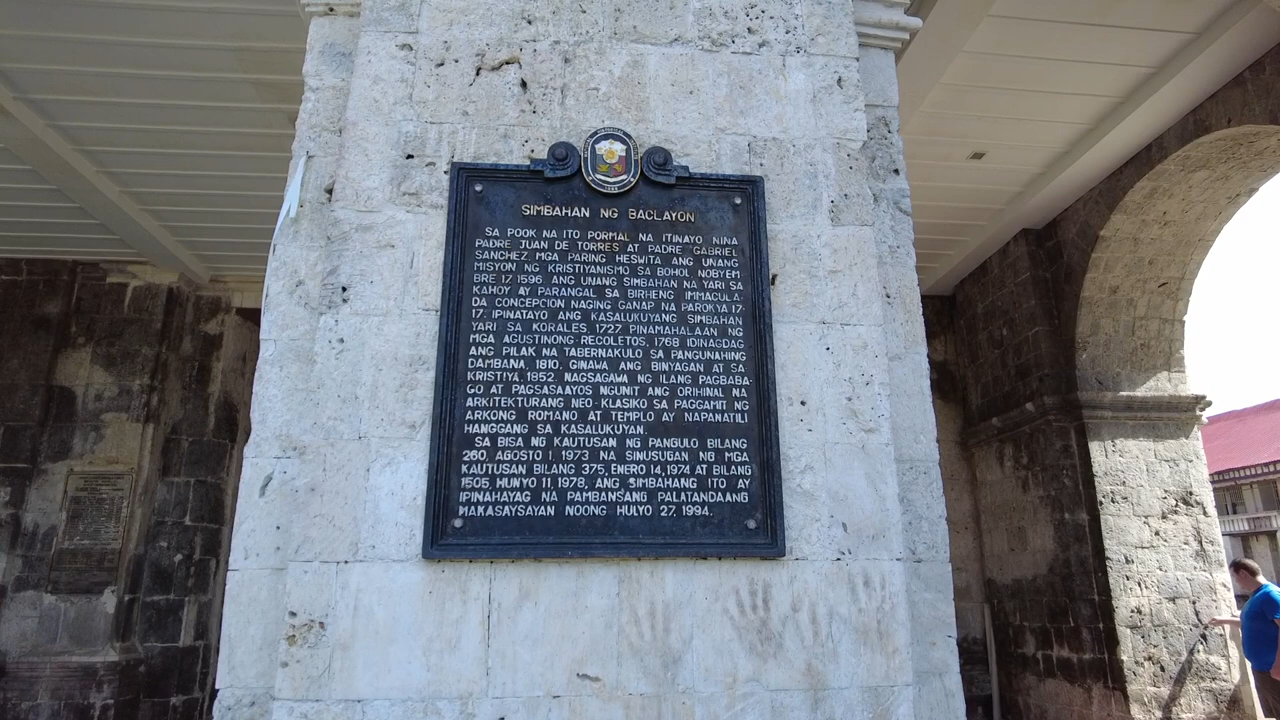 SIMBAHAN NG BACLAYON
SA POOK NA ITO PORMAL NA ITINAYO NINA
PADRE JUAN DE TORRES AT PADRE GABRIEL
SANCHEZ, MGA PARING HESWITA ANG UNANG
MISYON NG KRISTIYANISMO SA BOHOL NOBYEM
BRE 17, 1596. ANG UNANG SIMBAHAN NA YARI SA
KAHOY AY PARANGAL SA BIRHENG IMMACULA-
DA CONCEPCION NAGING GANAP NA PAROKYA 17-
17. IPINATAYO ANG KASALUKUYANG SIMBAHAN
YARI SA KORALES, 1727. PINAMAHALAAN NG
MGA AGUSTINONG-RECOLETOS, 1768 IDINAGDAG
ANG PILAK NA TABERNAKULO SA PANGUNAHING
DAMBANA, 1810. GINAWA ANG BINYAGAN AT SA
KRISTIYA, 1852. NAGSAGAWA NG ILANG PAGBABA-
GO AT PAGSASAAYOS NGUNIT ANG ORIHINAL NA
ARKITEKTURANG NEO-KLASIKO SA PAGGAMIT NG
ARKONG ROMANO AT TEMPLO AY NAPANATILI
HANGGANG SA KASALUKUYAN.
SA BISA NG KAUTUSAN NG PANGULO BILANG
260, AGOSTO 1, 1973 NA SINUSUGAN NG MGA
KAUTUSAN BILANG 375, ENERO 14, 1974 AT BILANG
1505, HUNYO 11, 1978, ANG SIMBAHANG ITO AY
IPINAHAYAG NA PAMBANSANG PALATANDAANG
MAKASAYSAYAN NOONG HULYO 27, 1994.